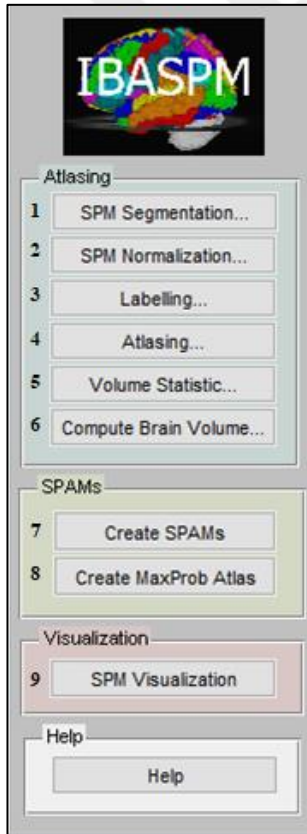 IBASPM
Atlasing
1 SPM Segmentation...
2 SPM Normalization...
3 Labelling...
4 Atlasing...
5 Volume Statistic...
6 Compute Brain Volume...
SPAMs
7 Create SPAMs
8 Create MaxProb Atlas
Visualization
9 SPM Visualization
Help
Help